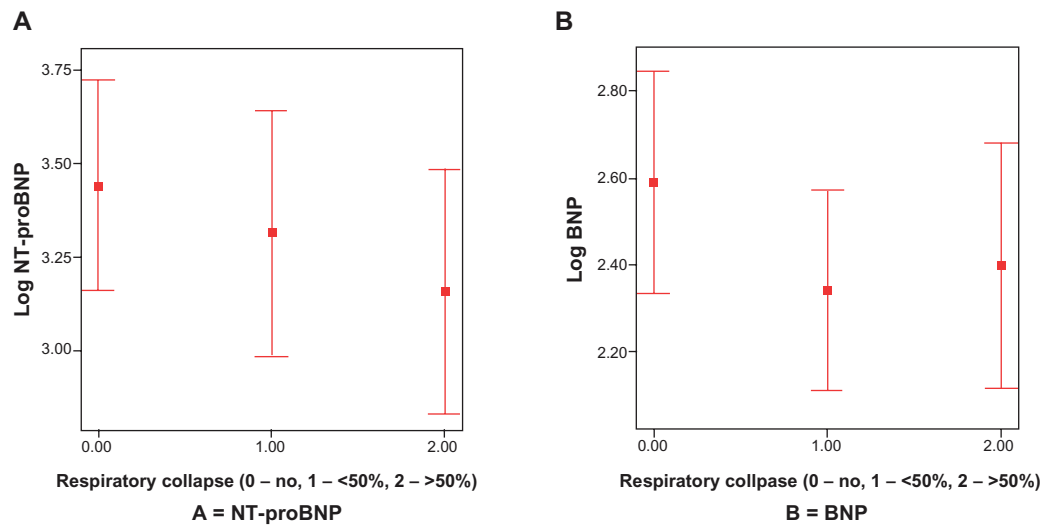 A
Log NT-proBNP
3.75
3.50
3.25
3.00
0.00 1.00 2.00
Respiratory collapse (0 – no, 1 – <50%, 2 – >50%)
A = NT-proBNP
B
Log BNP
2.80
2.60
2.40
2.20
0.00 1.00 2.00
Respiratory collpase (0 – no, 1 – <50%, 2 – >50%)
B = BNP